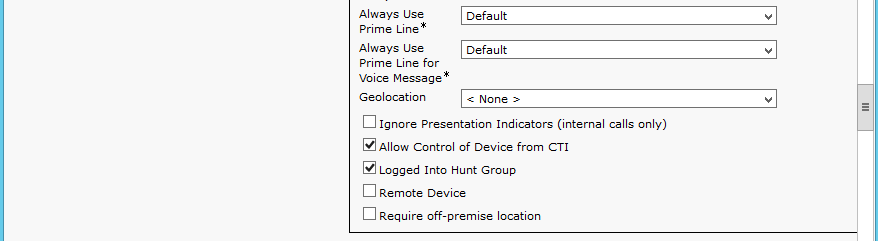 Always Use
Prime Line*
Default
Always Use
Prime Line for
Voice Message*
Default
Geolocation
< None >
Ignore Presentation Indicators (internal calls only)
Allow Control of Device from CTI
Logged Into Hunt Group
Remote Device
Require off-premise location